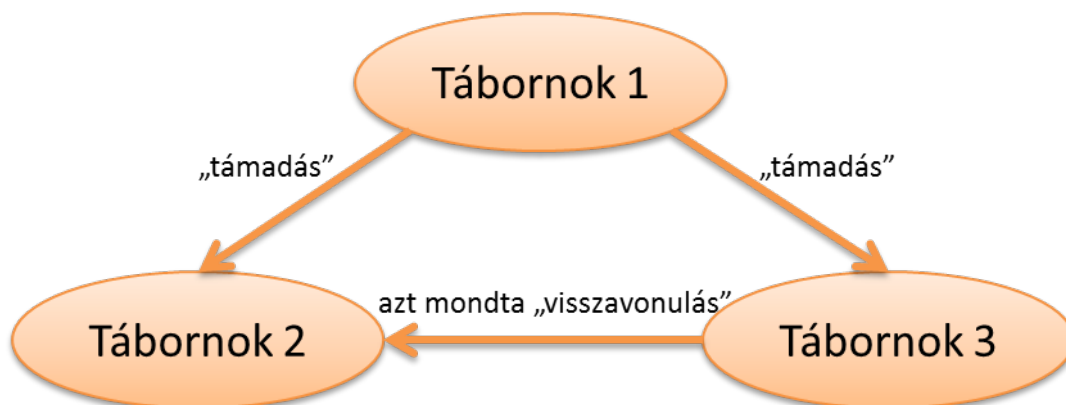 Tábornok 1
„támadás”
„támadás”
azt mondta „visszavonulás”
Tábornok 2
Tábornok 3